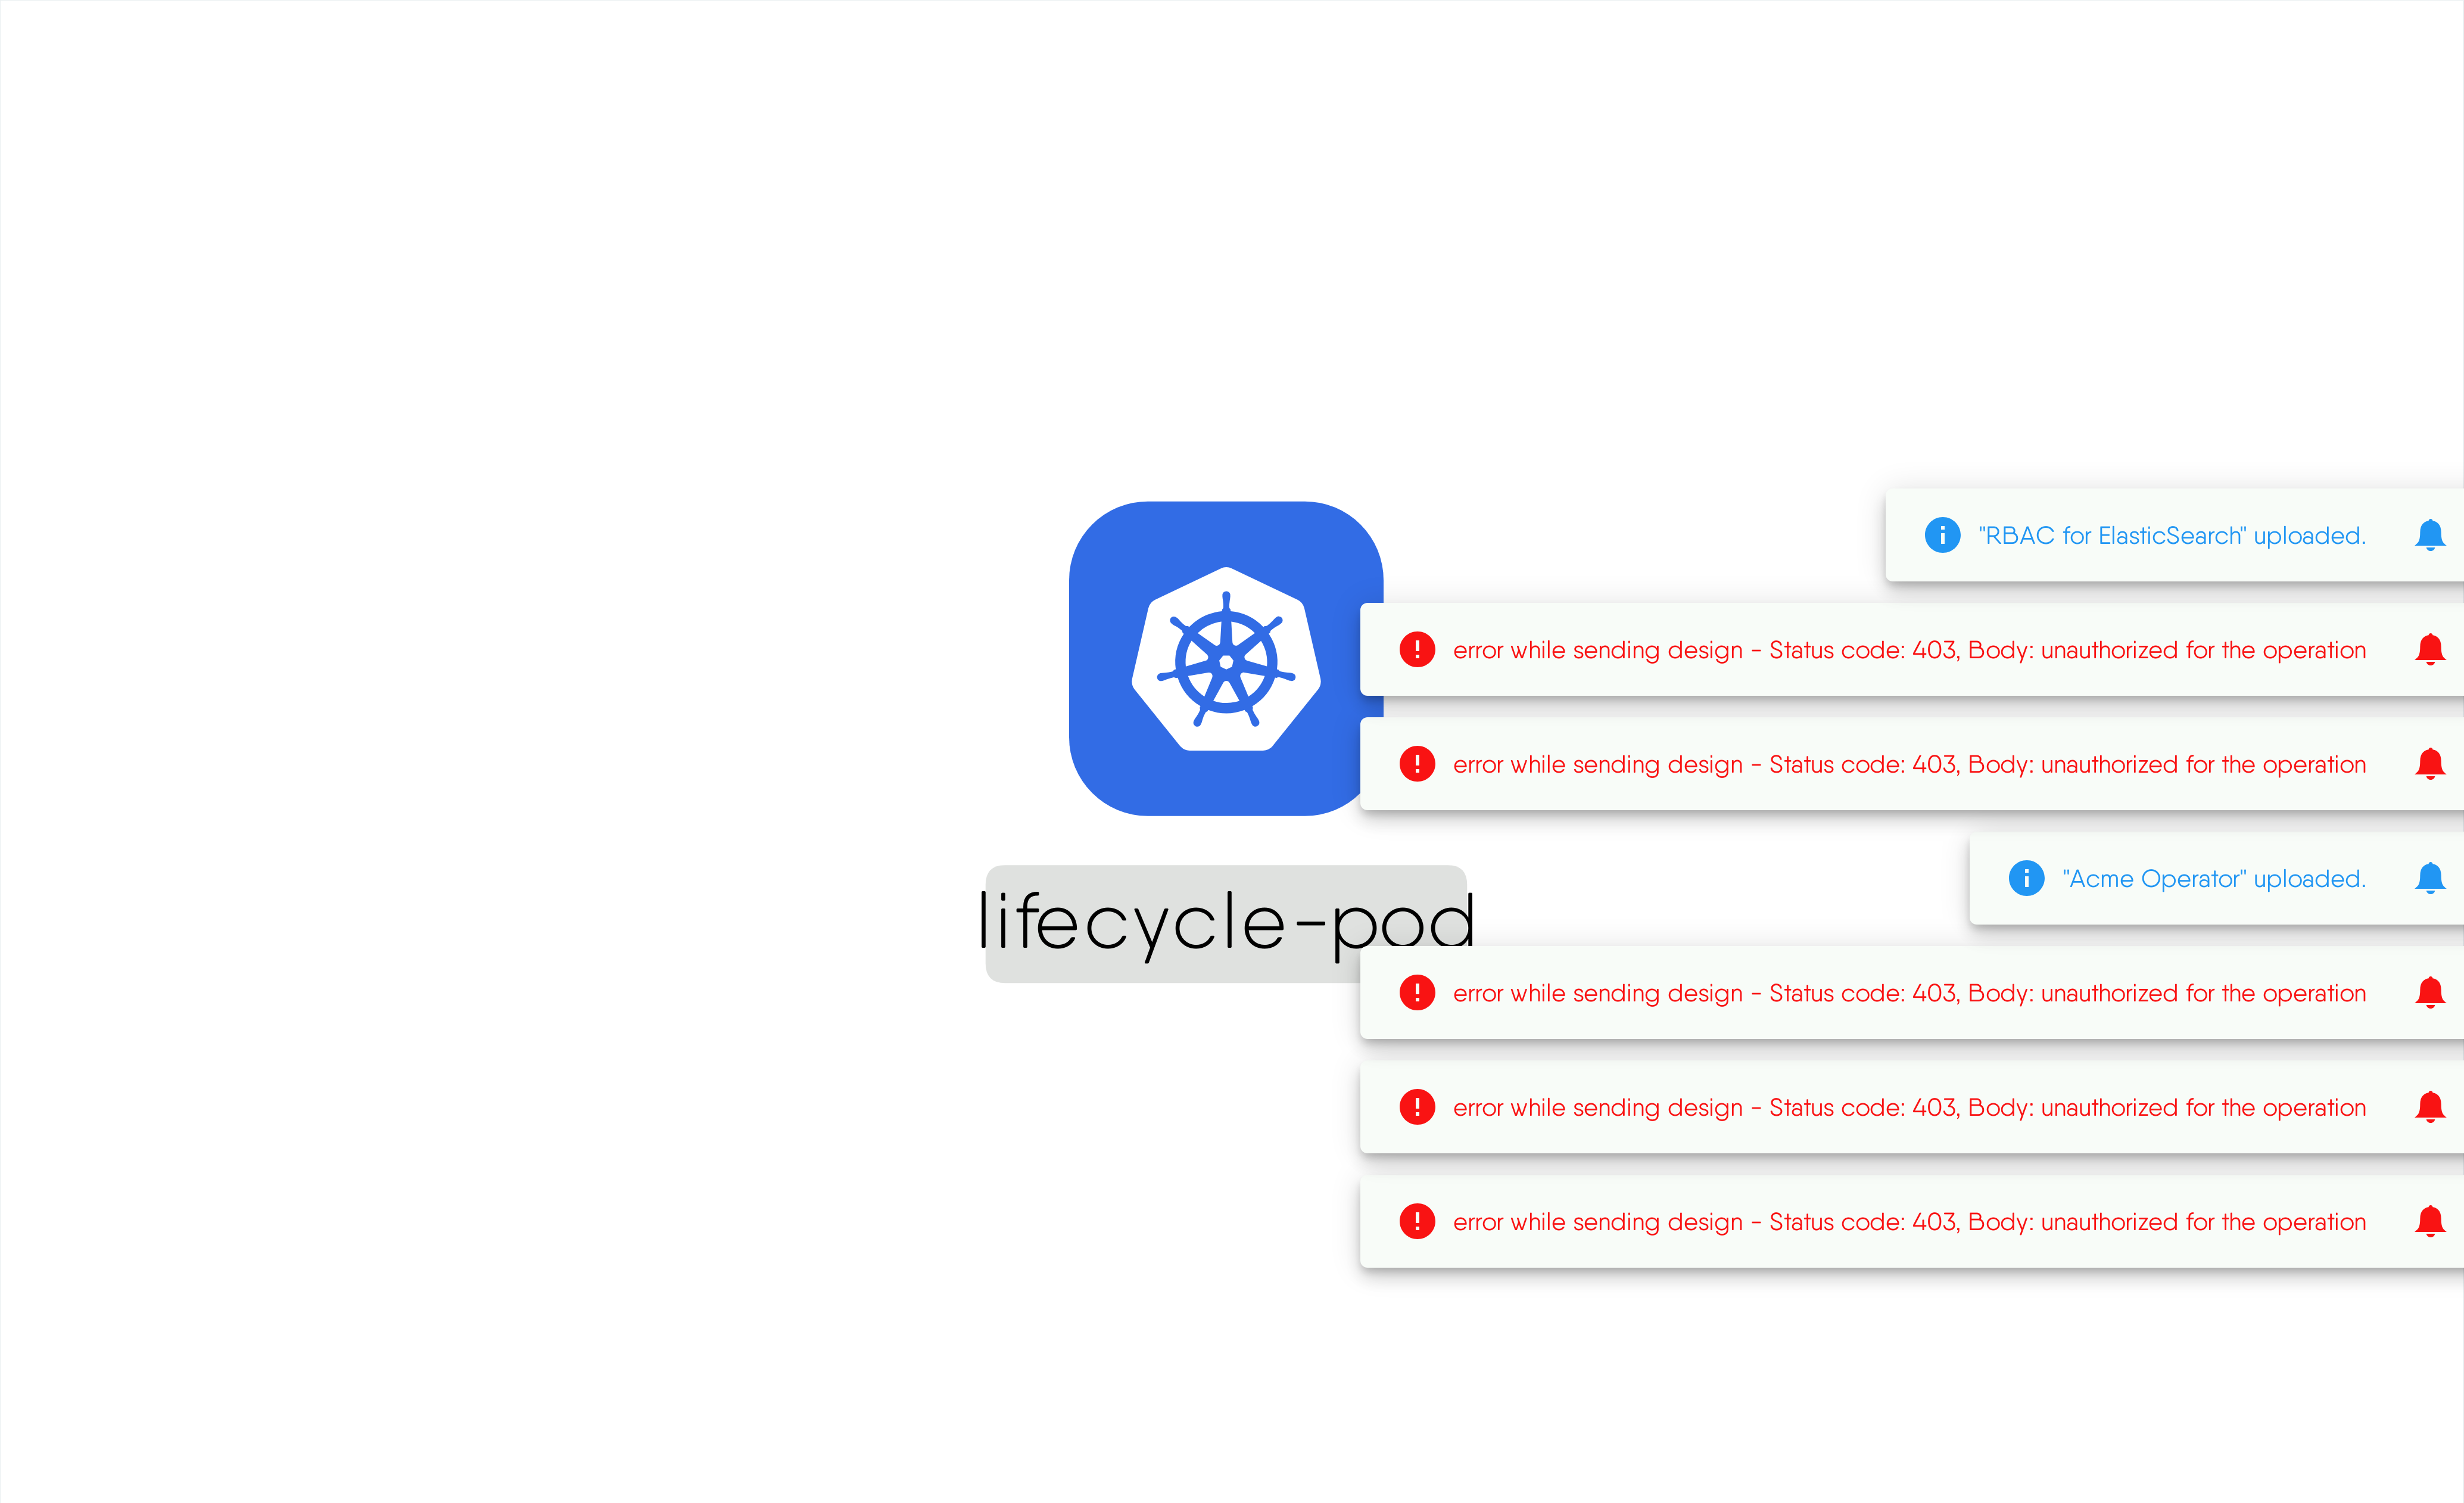 "RBAC for ElasticSearch" uploaded.
error while sending design - Status code: 403, Body: unauthorized for the operation
error while sending design - Status code: 403, Body: unauthorized for the operation
"Acme Operator" uploaded.
lifecycle-pod
error while sending design - Status code: 403, Body: unauthorized for the operation
error while sending design - Status code: 403, Body: unauthorized for the operation
error while sending design - Status code: 403, Body: unauthorized for the operation